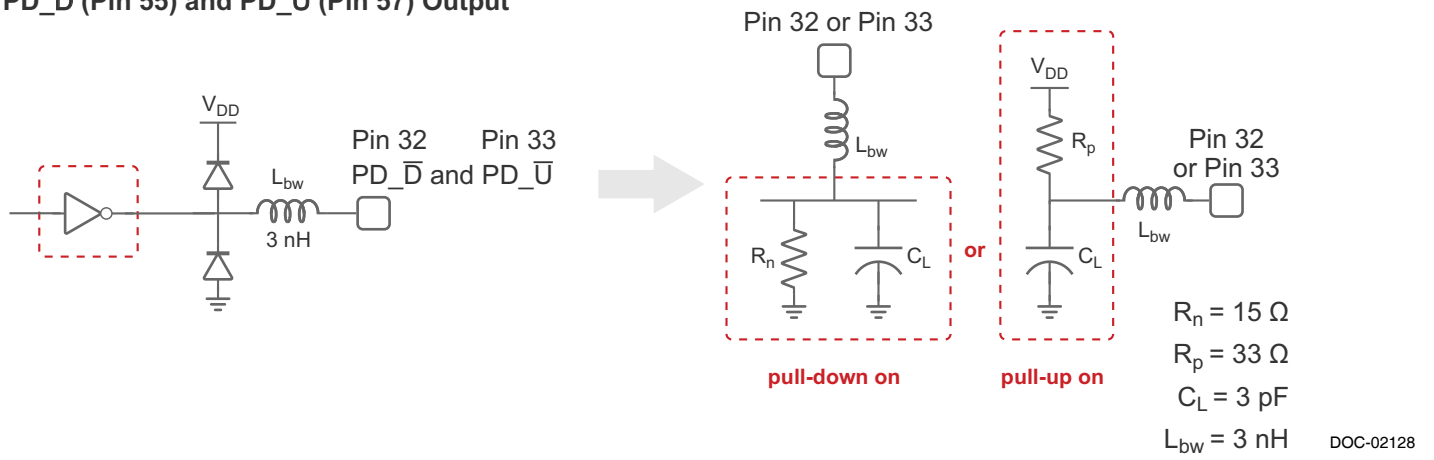 PD_D (Pin 55) and PD_U (Pin 57) Output
V_DD
Pin 32 Pin 33
PD_D̅ and PD_U̅
L_bw
3 nH
Pin 32 or Pin 33
L_bw
R_n
C_L
pull-down on
or
V_DD
R_p
C_L
pull-up on
Pin 32
or Pin 33
L_bw
R_n = 15 Ω
R_p = 33 Ω
C_L = 3 pF
L_bw = 3 nH
DOC-02128